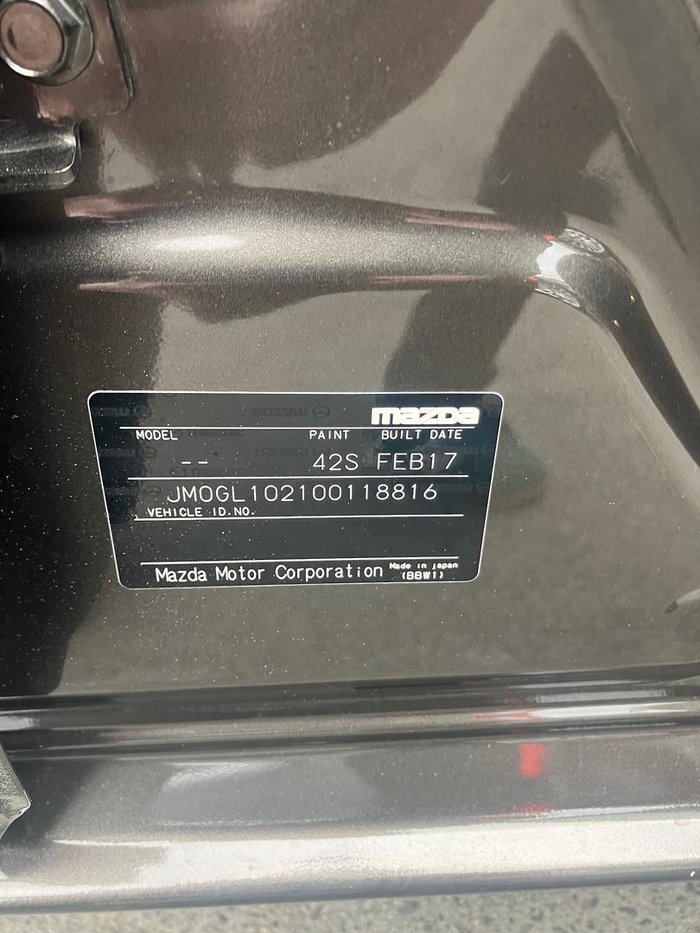 mazda
MODEL PAINT BUILT DATE
-- 42S FEB17
JM0GL102100118816
VEHICLE ID.NO.
Mazda Motor Corporation Made in japan
(BBW1)